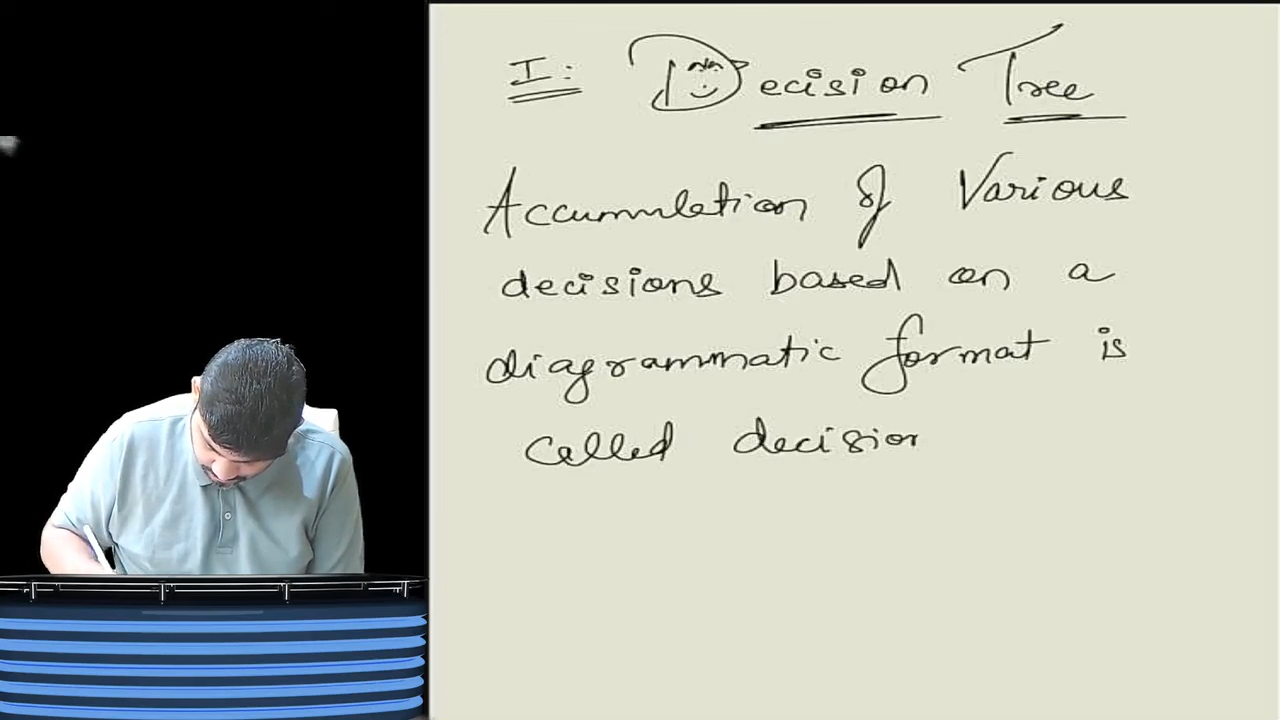 I: Decision Tree
Accumulation of Various
decisions based on a
diagrammatic format is
called decision